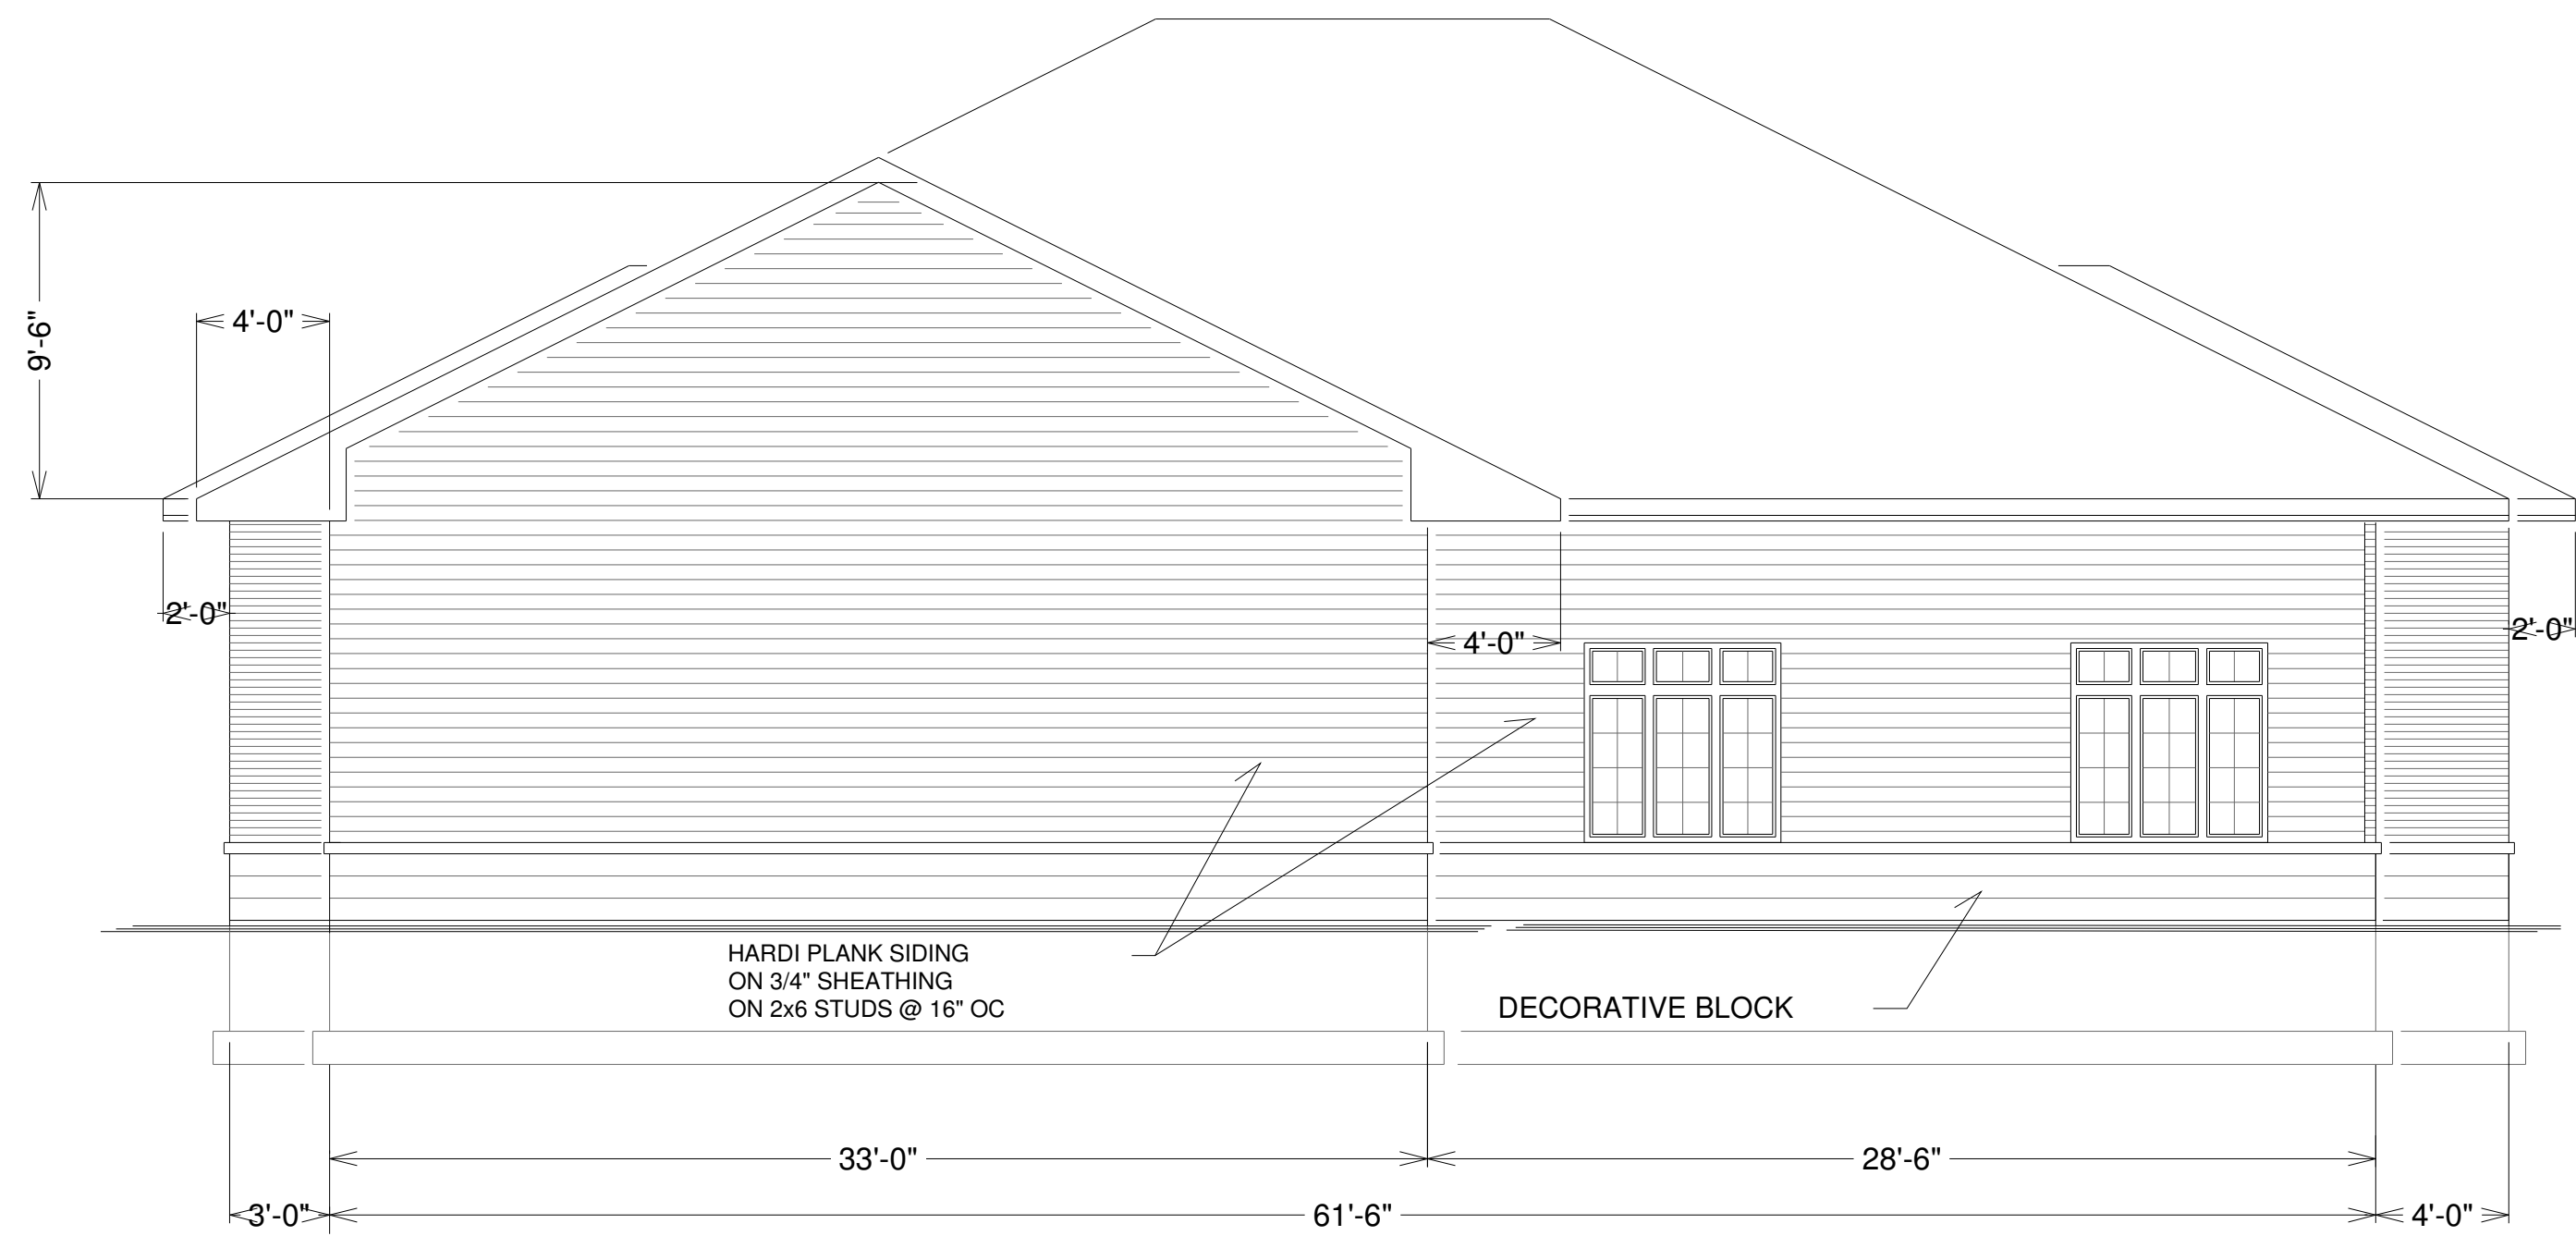 9'-6"
4'-0"
2'-0"
4'-0"
2'-0"
HARDI PLANK SIDING
ON 3/4" SHEATHING
ON 2x6 STUDS @ 16" OC
DECORATIVE BLOCK
33'-0"
28'-6"
3'-0"
61'-6"
4'-0"